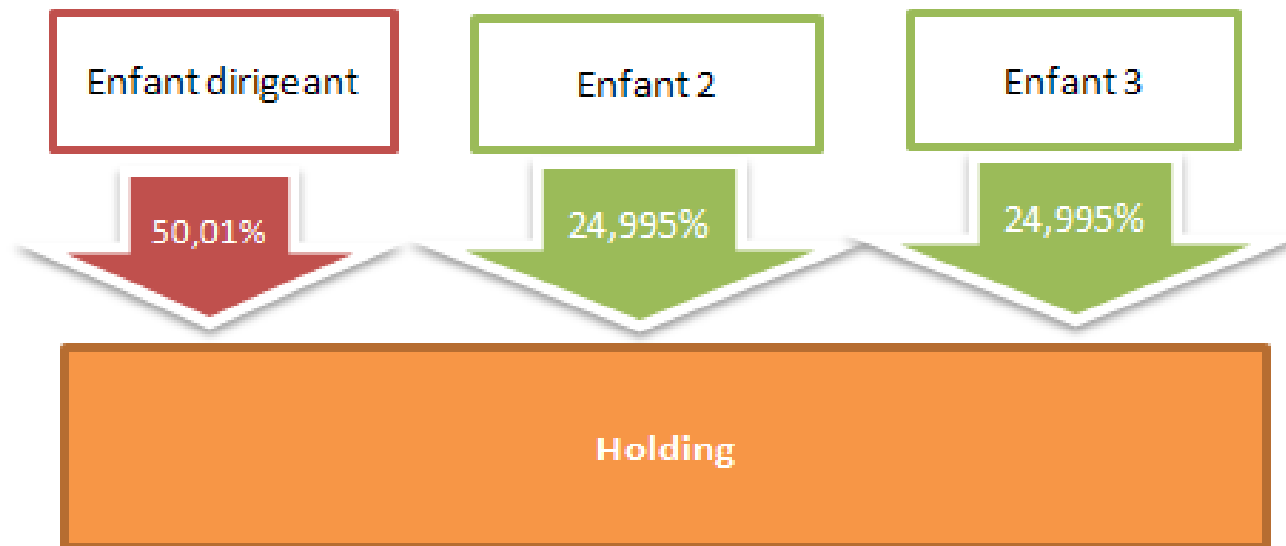 Enfant dirigeant
Enfant 2
Enfant 3
50,01%
24,995%
24,995%
Holding